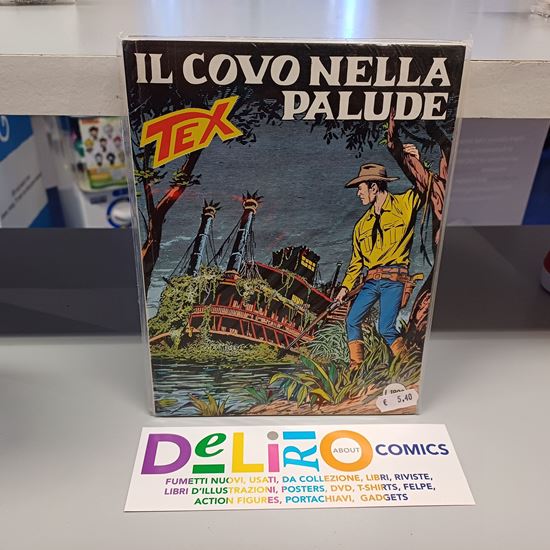 IL COVO NELLA
PALUDE
TEX
€ 5,40
DeLiRiO ABOUT COMICS
FUMETTI NUOVI, USATI, DA COLLEZIONE, LIBRI, RIVISTE,
LIBRI D'ILLUSTRAZIONI, POSTERS, DVD, T-SHIRTS, FELPE,
ACTION FIGURES, PORTACHIAVI, GADGETS